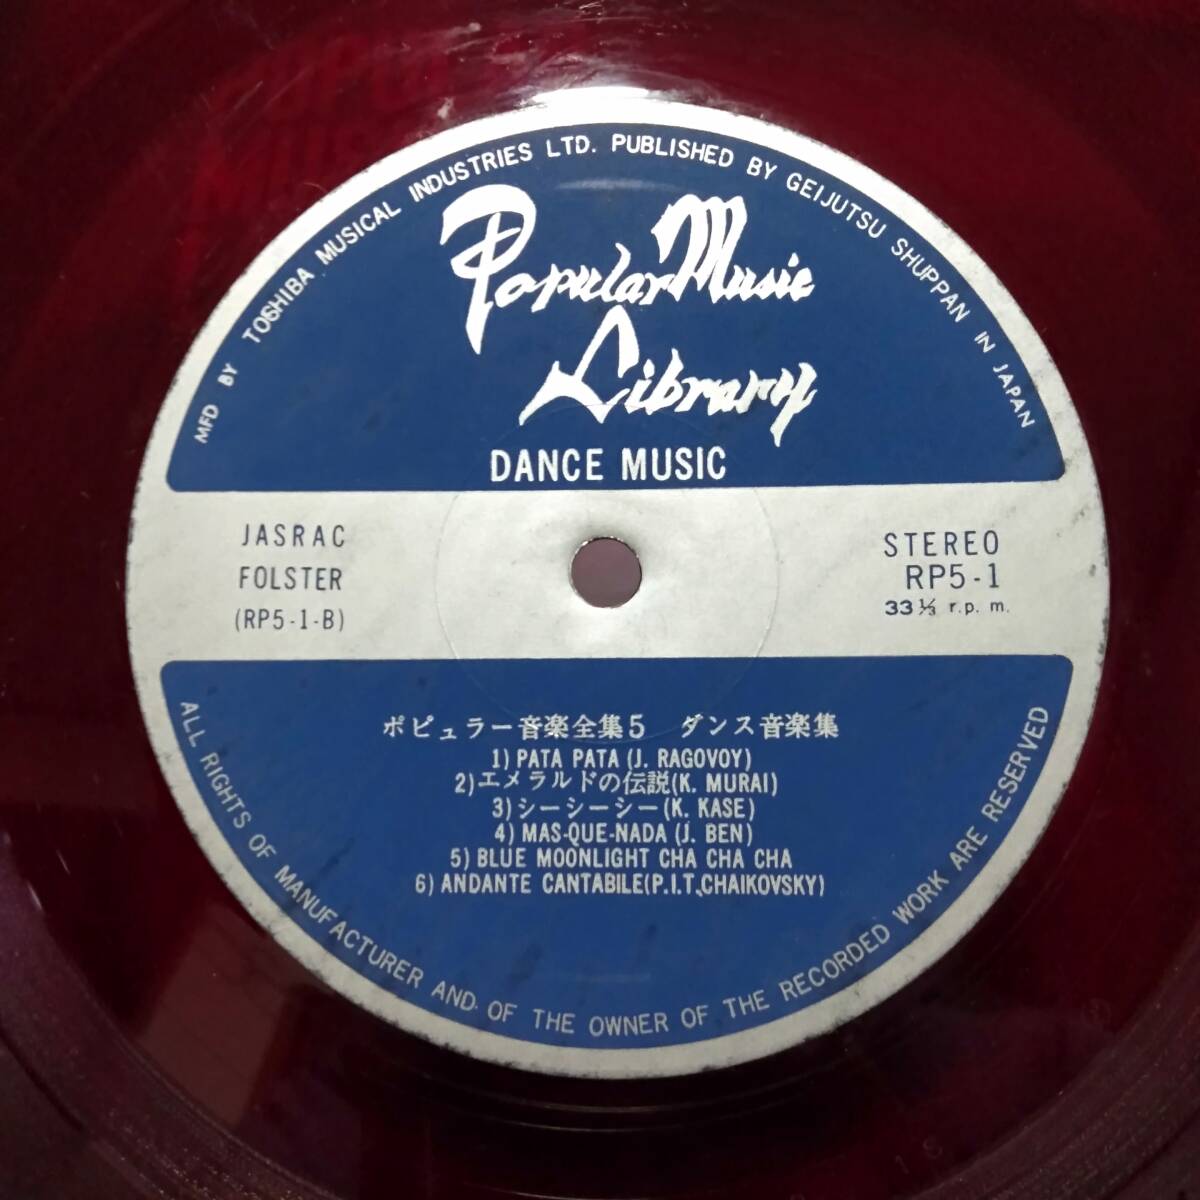 MFD BY TOSHIBA MUSICAL INDUSTRIES LTD. PUBLISHED BY GEIJUTSU SHUPPAN IN JAPAN
Popular Music
Library
DANCE MUSIC
JASRAC
FOLSTER
(RP5-1-B)
STEREO
RP5-1
33⅓ r.p.m.
ポピュラー音楽全集5 ダンス音楽集
1) PATA PATA (J. RAGOVOY)
2) エメラルドの伝説(K. MURAI)
3) シーシーシー(K. KASE)
4) MAS-QUE-NADA (J. BEN)
5) BLUE MOONLIGHT CHA CHA CHA
6) ANDANTE CANTABILE(P.I.T,CHAIKOVSKY)
ALL RIGHTS OF MANUFACTURER AND. OF THE OWNER OF THE RECORDED WORK ARE RESERVED